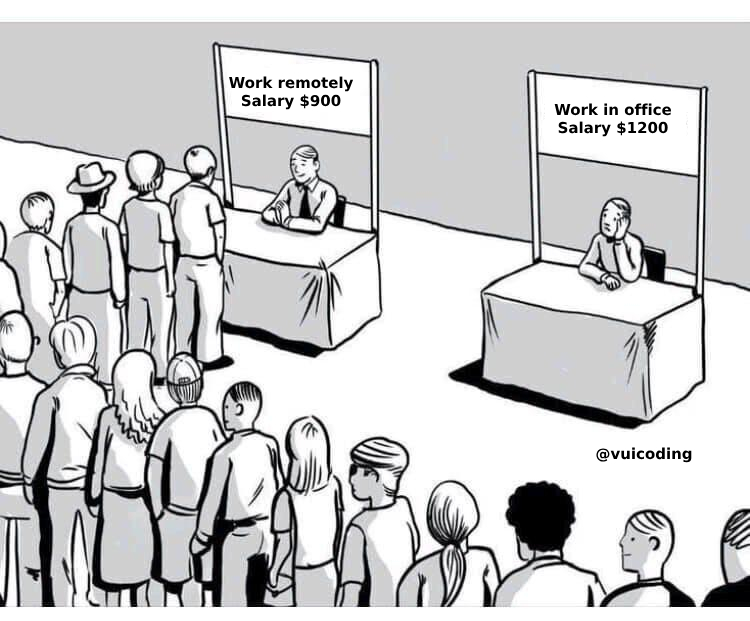 Work remotely
Salary $900
Work in office
Salary $1200
@vuicoding